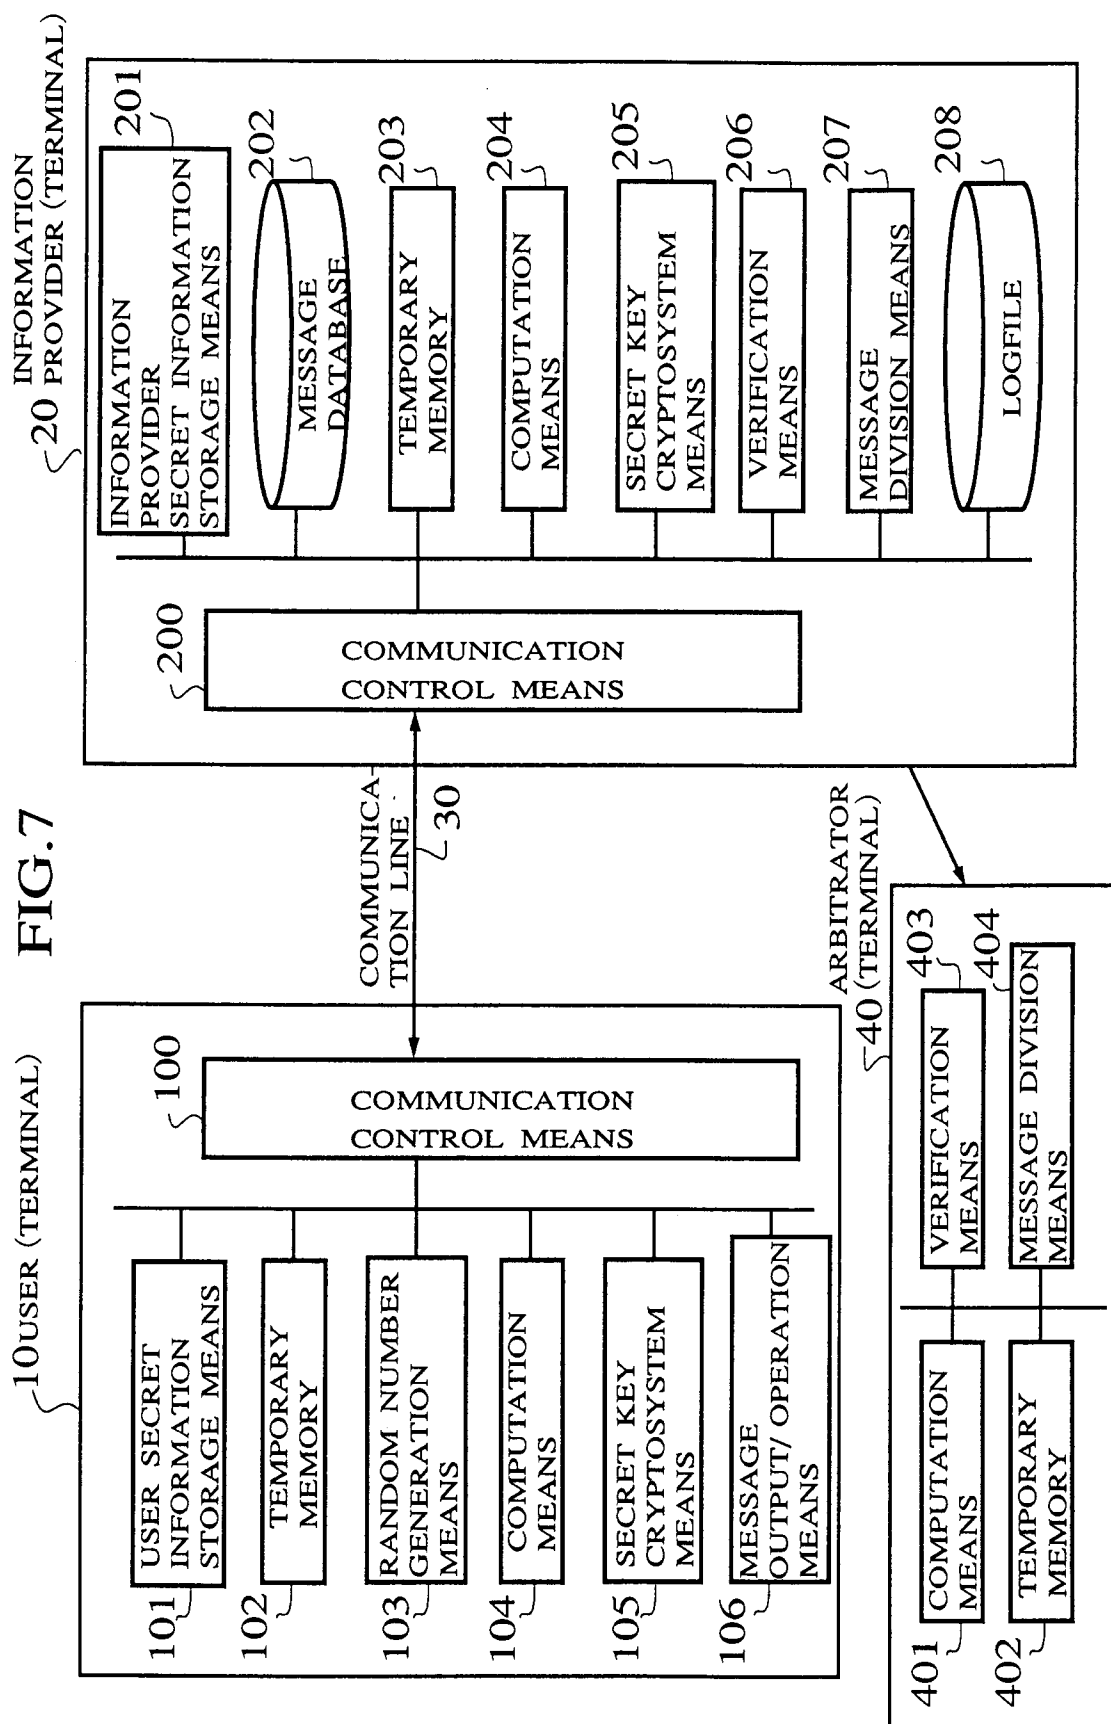 FIG.7
10
USER (TERMINAL)
100
COMMUNICATION
CONTROL MEANS
101
USER SECRET
INFORMATION
STORAGE MEANS
102
TEMPORARY
MEMORY
103
RANDOM NUMBER
GENERATION
MEANS
104
COMPUTATION
MEANS
105
SECRET KEY
CRYPTOSYSTEM
MEANS
106
MESSAGE
OUTPUT/OPERATION
MEANS
COMMUNICA-
TION LINE
30
INFORMATION
20 PROVIDER (TERMINAL)
200
COMMUNICATION
CONTROL MEANS
201
INFORMATION
PROVIDER
SECRET INFORMATION
STORAGE MEANS
202
MESSAGE
DATABASE
203
TEMPORARY
MEMORY
204
COMPUTATION
MEANS
205
SECRET KEY
CRYPTOSYSTEM
MEANS
206
VERIFICATION
MEANS
207
MESSAGE
DIVISION MEANS
208
LOGFILE
ARBITRATOR
40 (TERMINAL)
401
COMPUTATION
MEANS
402
TEMPORARY
MEMORY
403
VERIFICATION
MEANS
404
MESSAGE DIVISION
MEANS